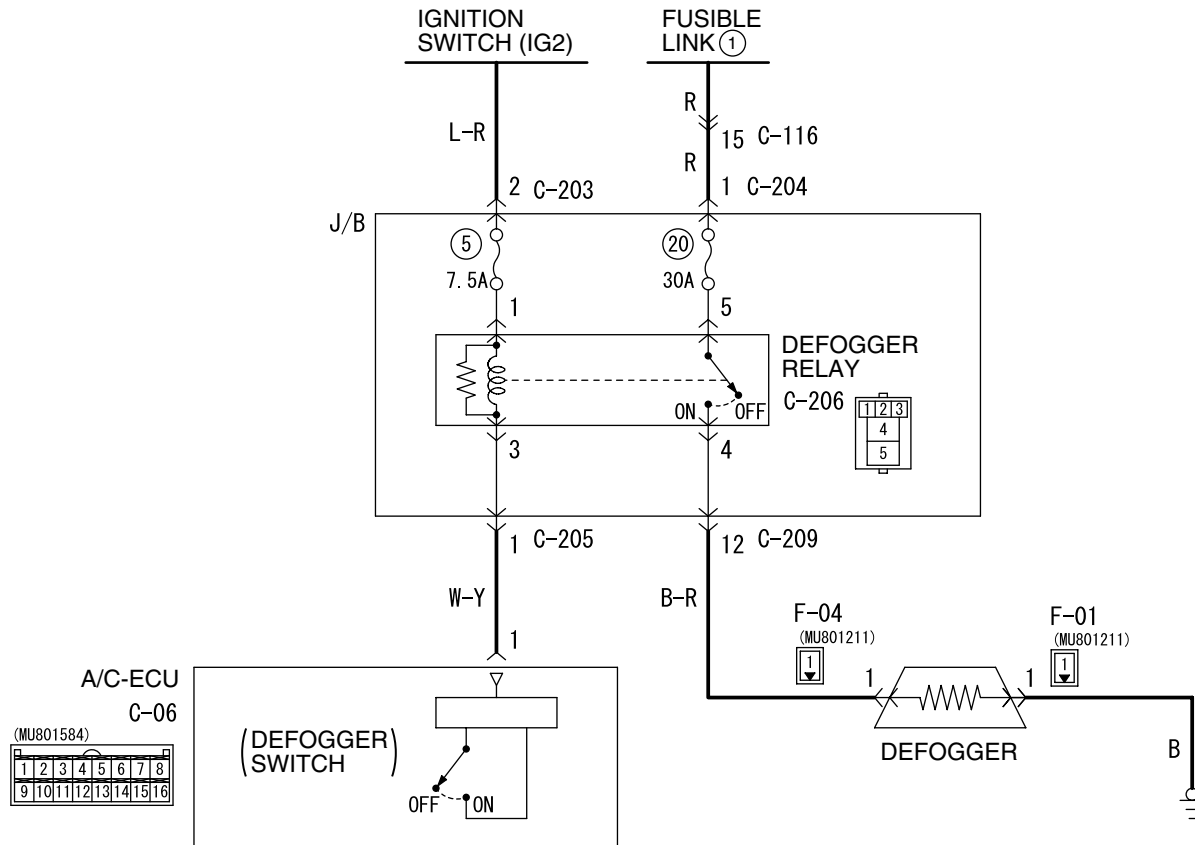 IGNITION
SWITCH (IG2)
FUSIBLE
LINK ①
R
L-R
15 C-116
R
2 C-203
1 C-204
J/B
5
20
7.5A
30A
1
5
DEFOGGER
RELAY
C-206
ON
OFF
1 2 3
4
5
3
4
1 C-205
12 C-209
W-Y
B-R
1
F-04
(MU801211)
1
F-01
(MU801211)
1
1
1
DEFOGGER
B
A/C-ECU
C-06
(MU801584)
1 2 3 4 5 6 7 8
9 10 11 12 13 14 15 16
(DEFOGGER
SWITCH)
OFF
ON